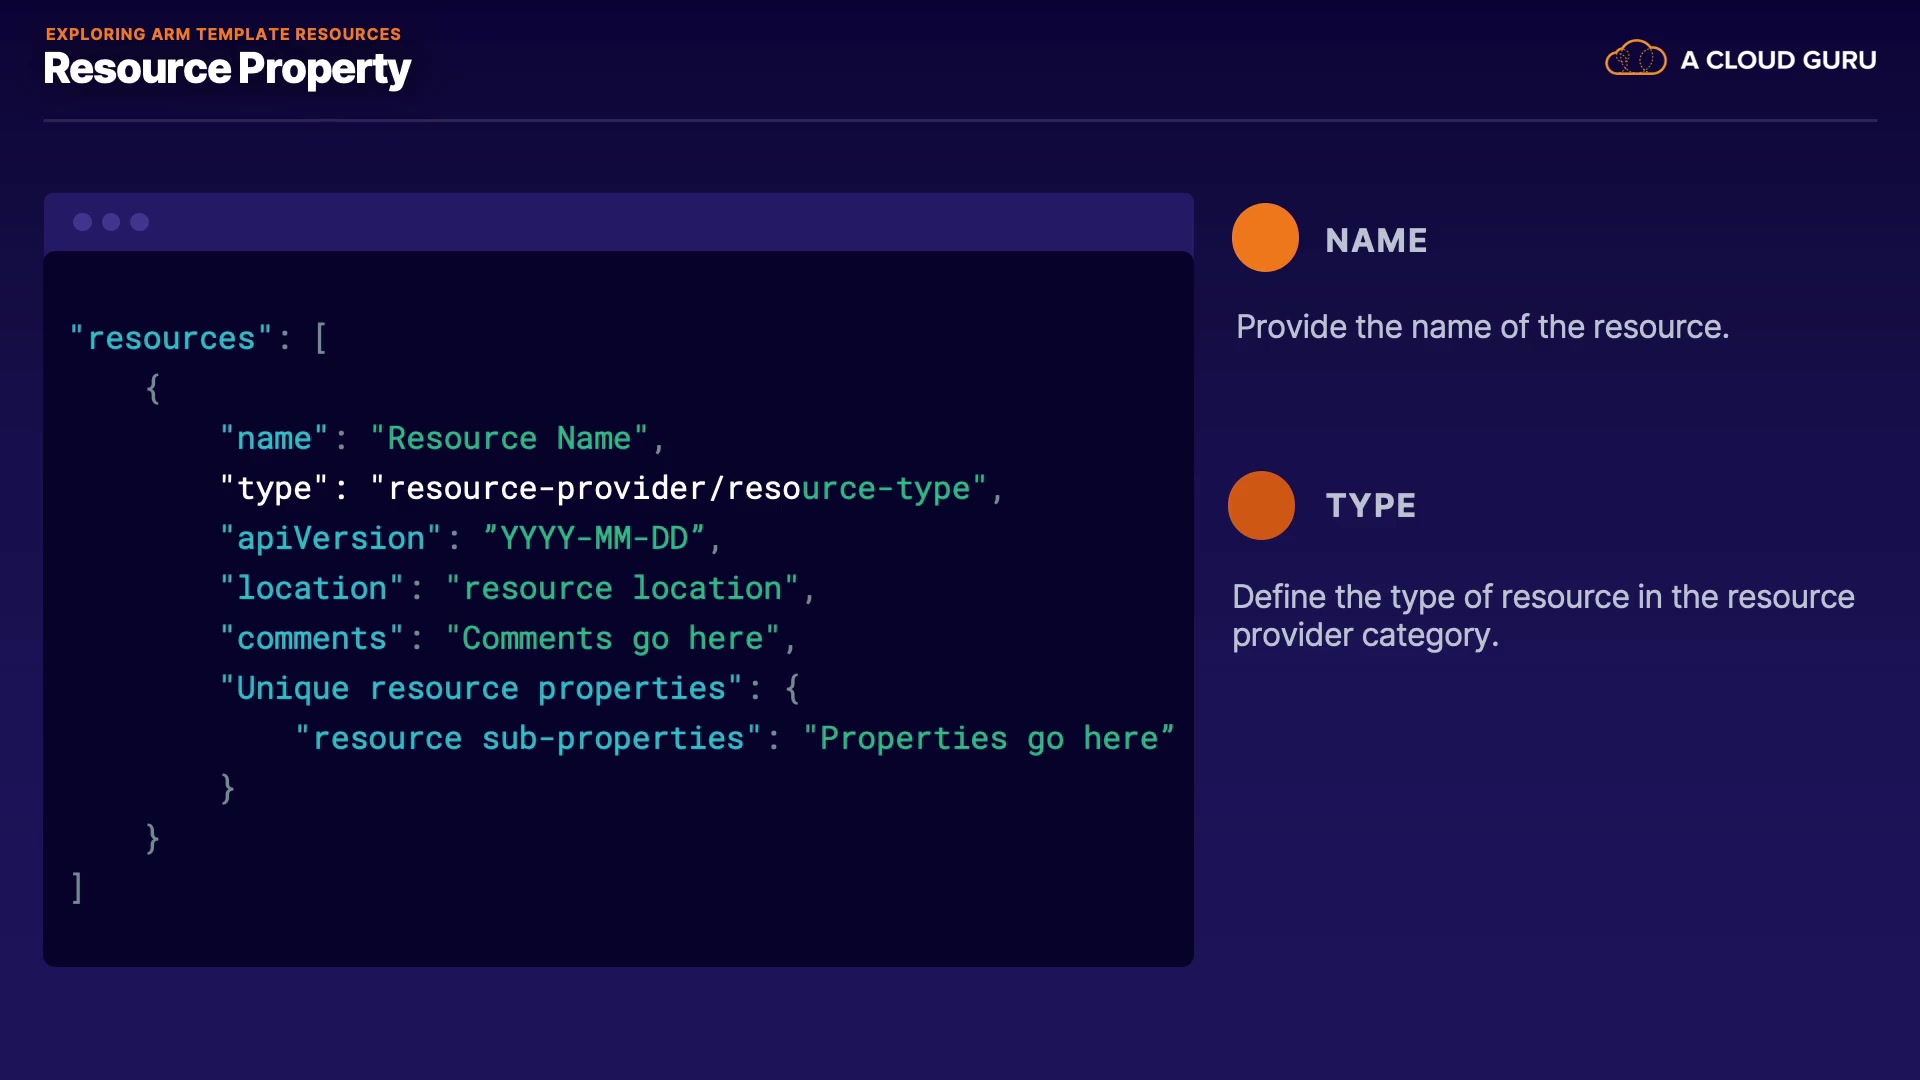 EXPLORING ARM TEMPLATE RESOURCES
Resource Property
A CLOUD GURU
"resources": [
{
"name": "Resource Name",
"type": "resource-provider/resource-type",
"apiVersion": ”YYYY-MM-DD”,
"location": "resource location",
"comments": "Comments go here",
"Unique resource properties": {
"resource sub-properties": "Properties go here”
}
}
]
NAME
Provide the name of the resource.
TYPE
Define the type of resource in the resource
provider category.